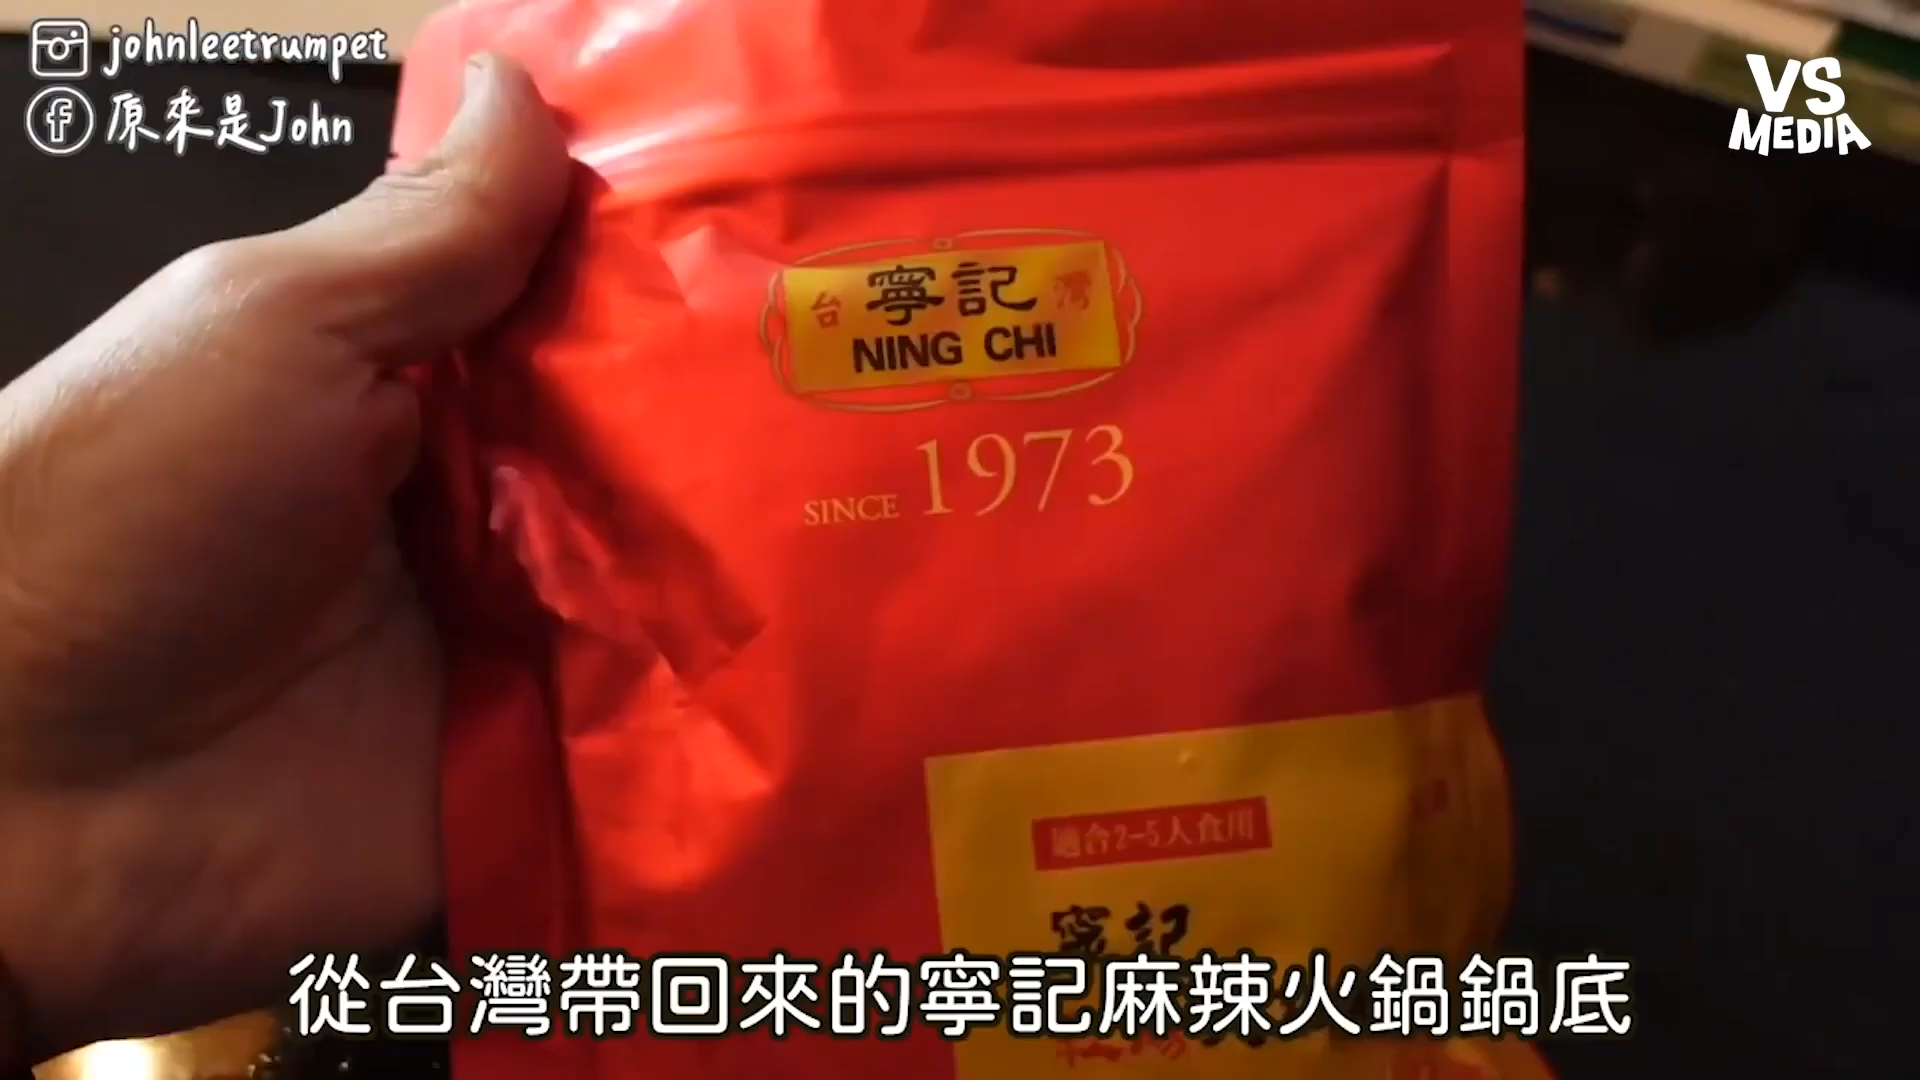 johnleetrumpet
原來是John
VS
MEDIA
台 寧記 灣
NING CHI
SINCE 1973
適合2-5人食用
寧記
從台灣帶回來的寧記麻辣火鍋鍋底